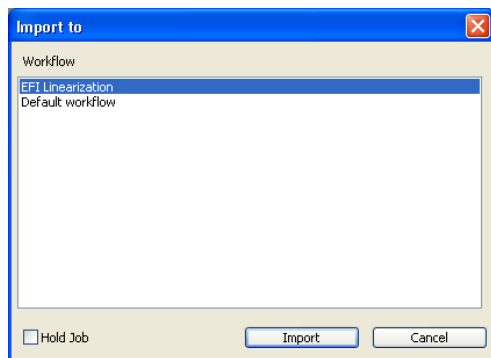 Import to
Workflow
EFI Linearization
Default workflow
Hold Job
Import
Cancel